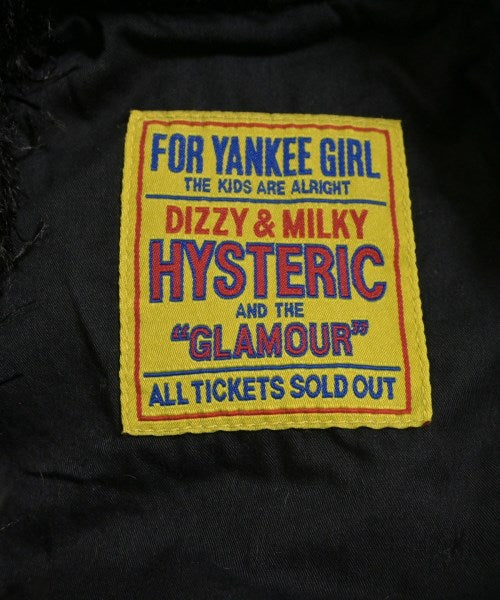 FOR YANKEE GIRL
THE KIDS ARE ALRIGHT
DIZZY & MILKY
HYSTERIC
AND THE
"GLAMOUR"
ALL TICKETS SOLD OUT